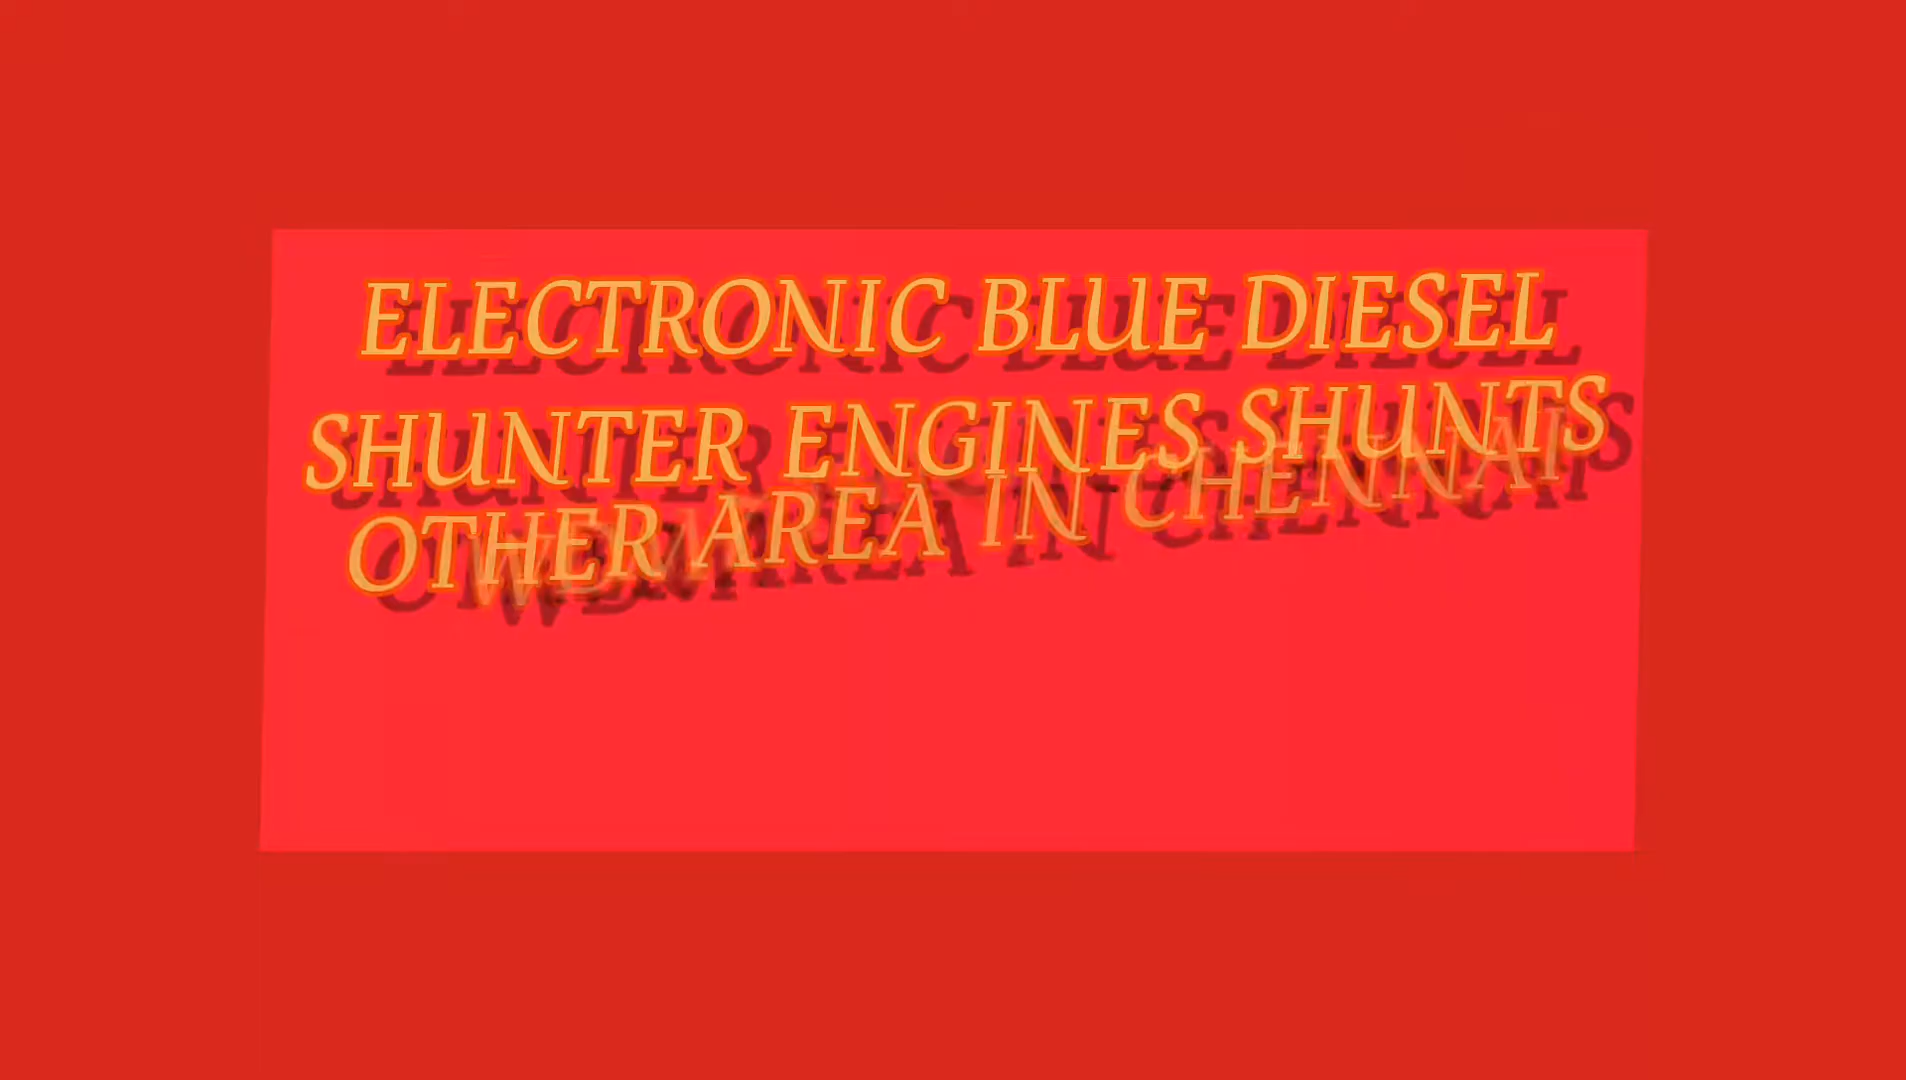 ELECTRONIC BLUE DIESEL
SHUNTER ENGINES SHUNTS
OTHER AREA IN CHENNAI